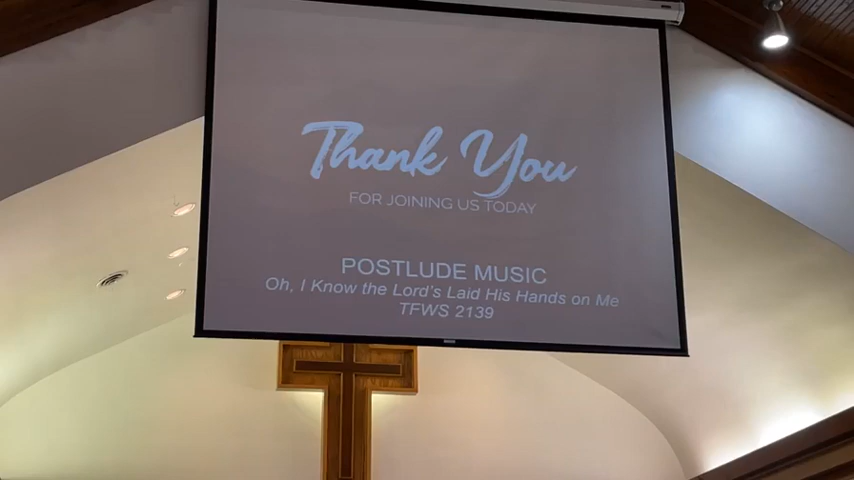 Thank You
FOR JOINING US TODAY
POSTLUDE MUSIC
Oh, I Know the Lord's Laid His Hands on Me
TFWS 2139